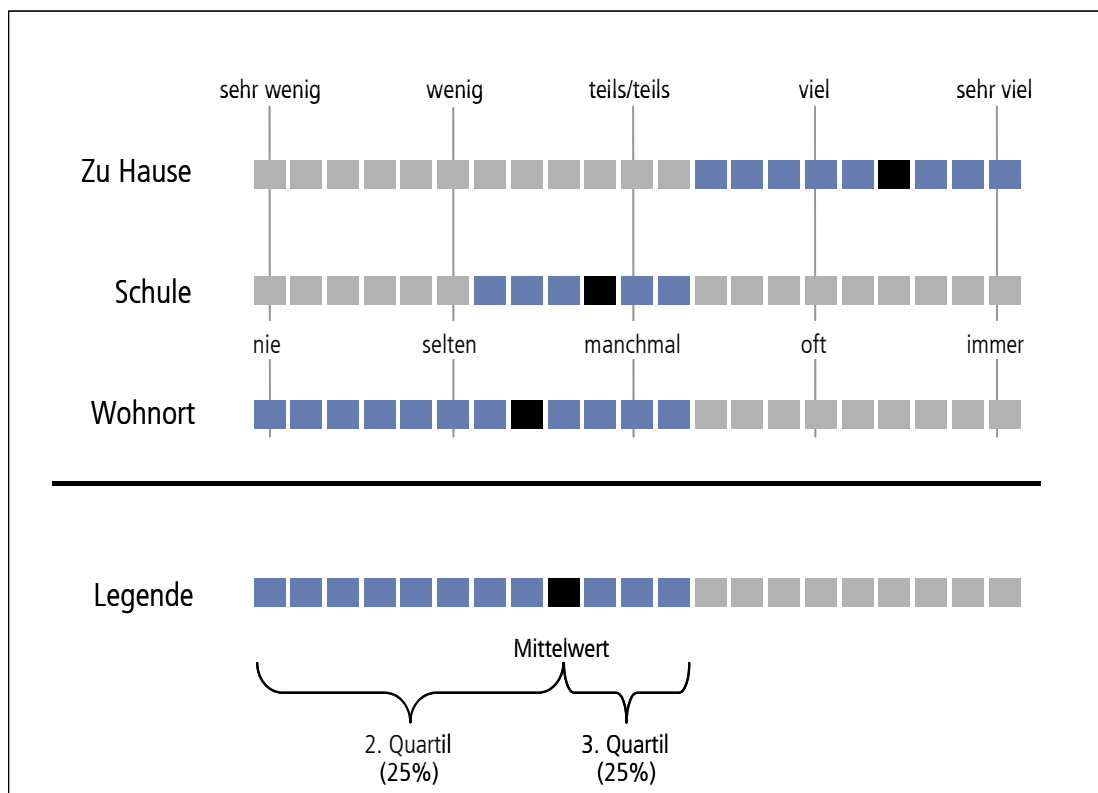 sehr wenig wenig teils/teils viel sehr viel
Zu Hause
Schule
nie selten manchmal oft immer
Wohnort
Legende
Mittelwert
2. Quartil 3. Quartil
(25%) (25%)